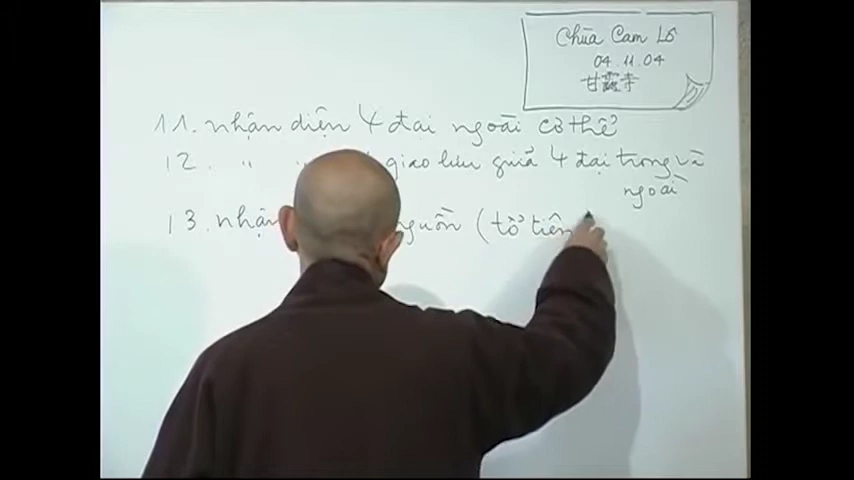 Chùa Cam Lồ
04.11.04
甘露寺
11. nhận diện 4 đại ngoài cơ thể
12. " " giao lưu giữa 4 đại trong và
ngoài
13. nhận nguồn (tổ tiên